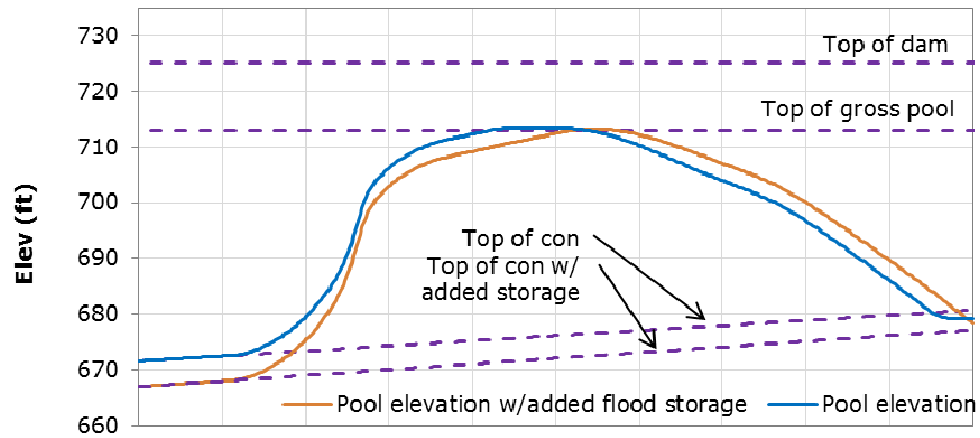 730
Top of dam
720
Top of gross pool
710
700
Elev (ft)
Top of con
690
Top of con w/
added storage
680
670
Pool elevation w/added flood storage
Pool elevation
660